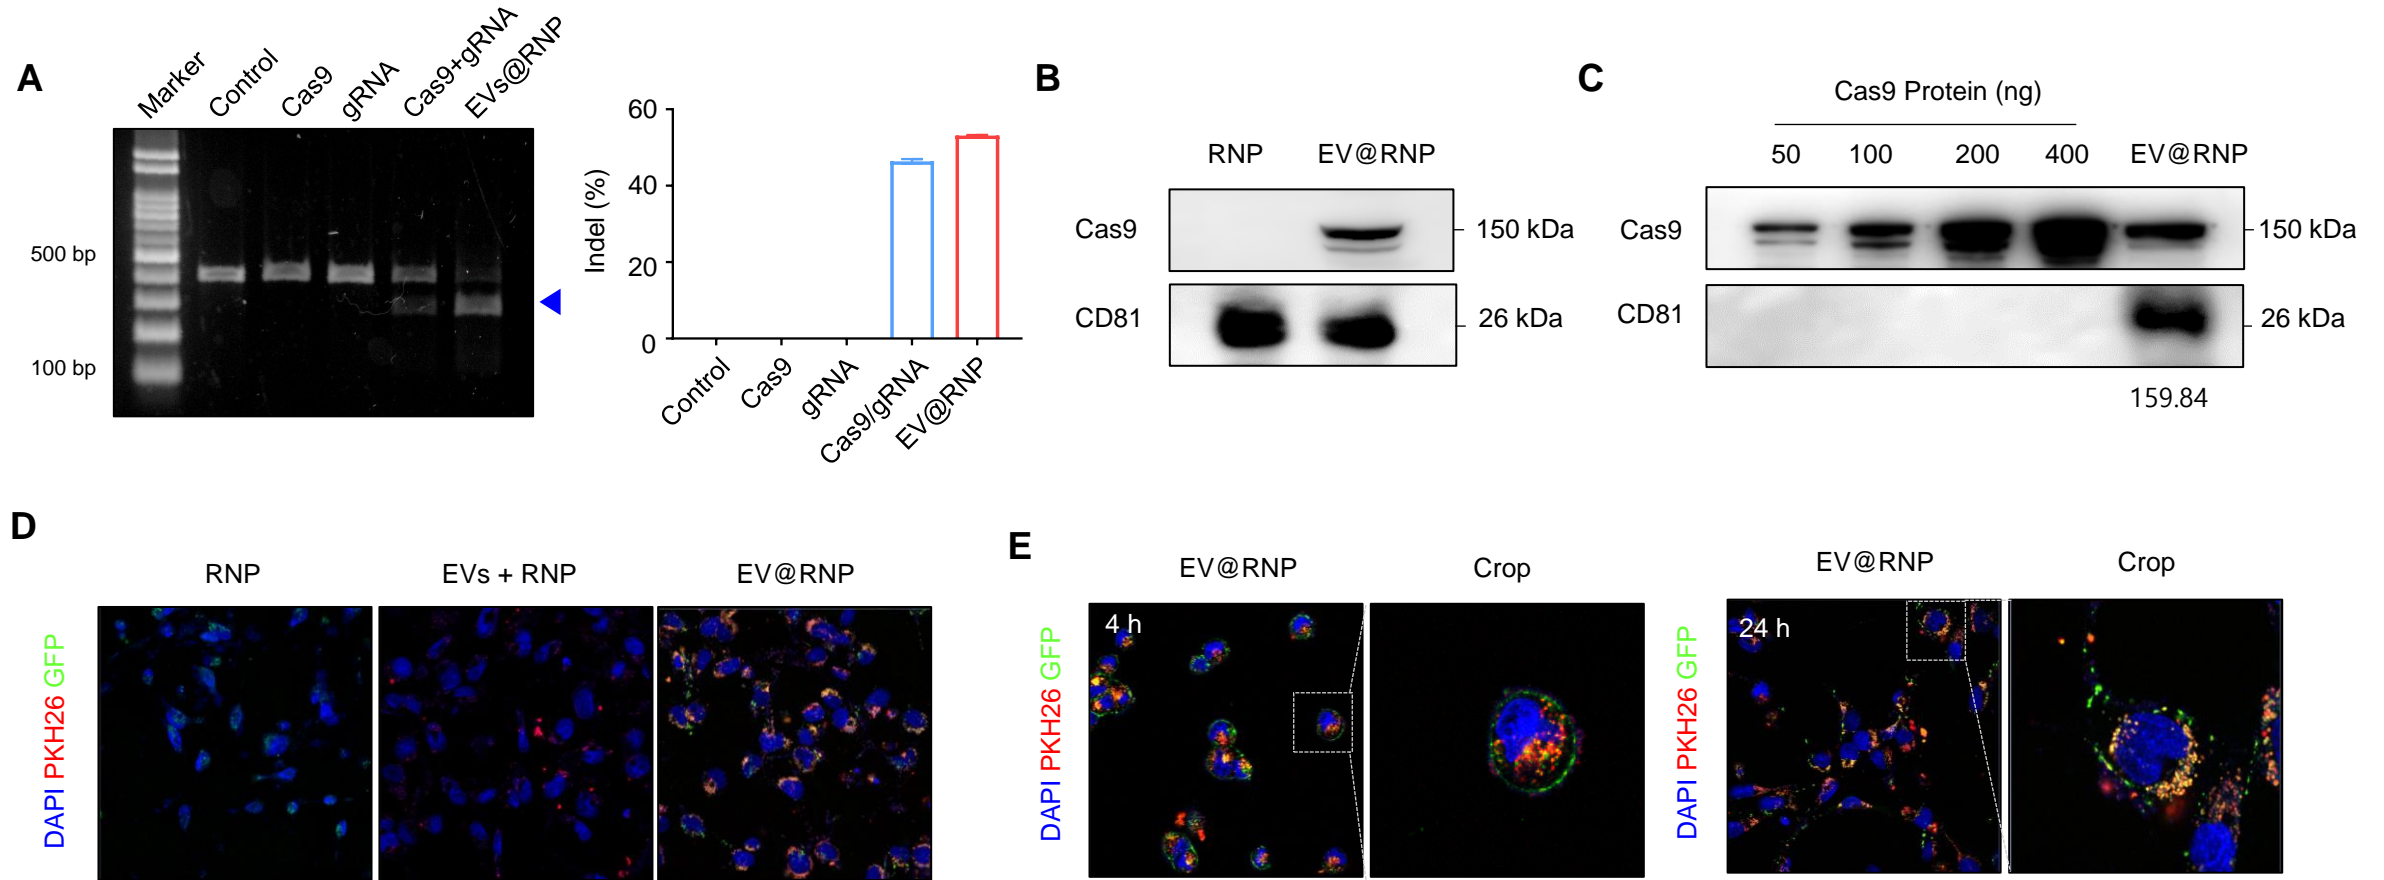 A
Marker
Control
Cas9
gRNA
Cas9+gRNA
EVs@RNP
500 bp
100 bp
Indel (%)
60
40
20
0
Control
Cas9
gRNA
Cas9/gRNA
EV@RNP
B
RNP EV@RNP
Cas9 150 kDa
CD81 26 kDa
C
Cas9 Protein (ng)
50 100 200 400 EV@RNP
Cas9 150 kDa
CD81 26 kDa
159.84
D
RNP EVs + RNP EV@RNP
DAPI PKH26 GFP
E
EV@RNP Crop
DAPI PKH26 GFP
4 h
EV@RNP Crop
DAPI PKH26 GFP
24 h